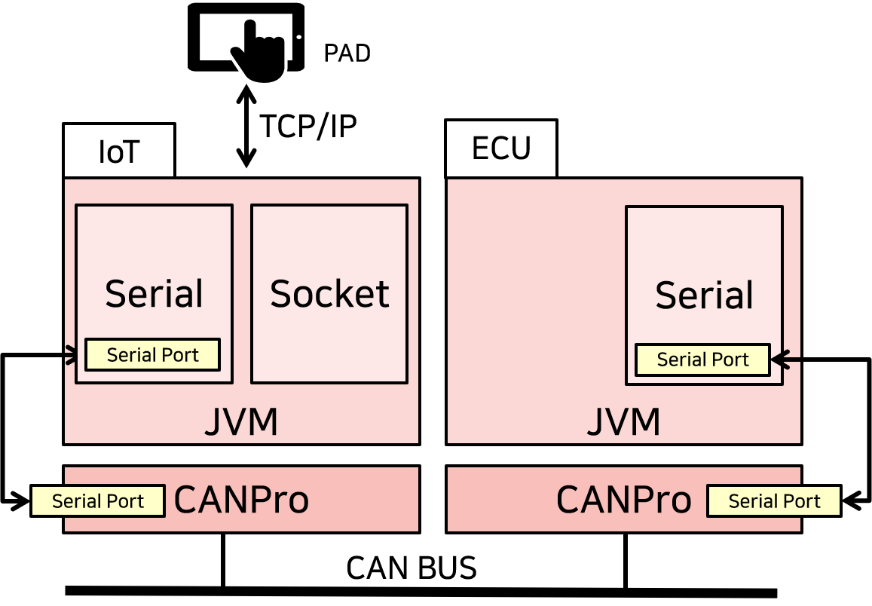 PAD
TCP/IP
IoT
ECU
Serial
Socket
Serial
Serial Port
Serial Port
JVM
JVM
Serial Port
CANPro
CANPro
Serial Port
CAN BUS